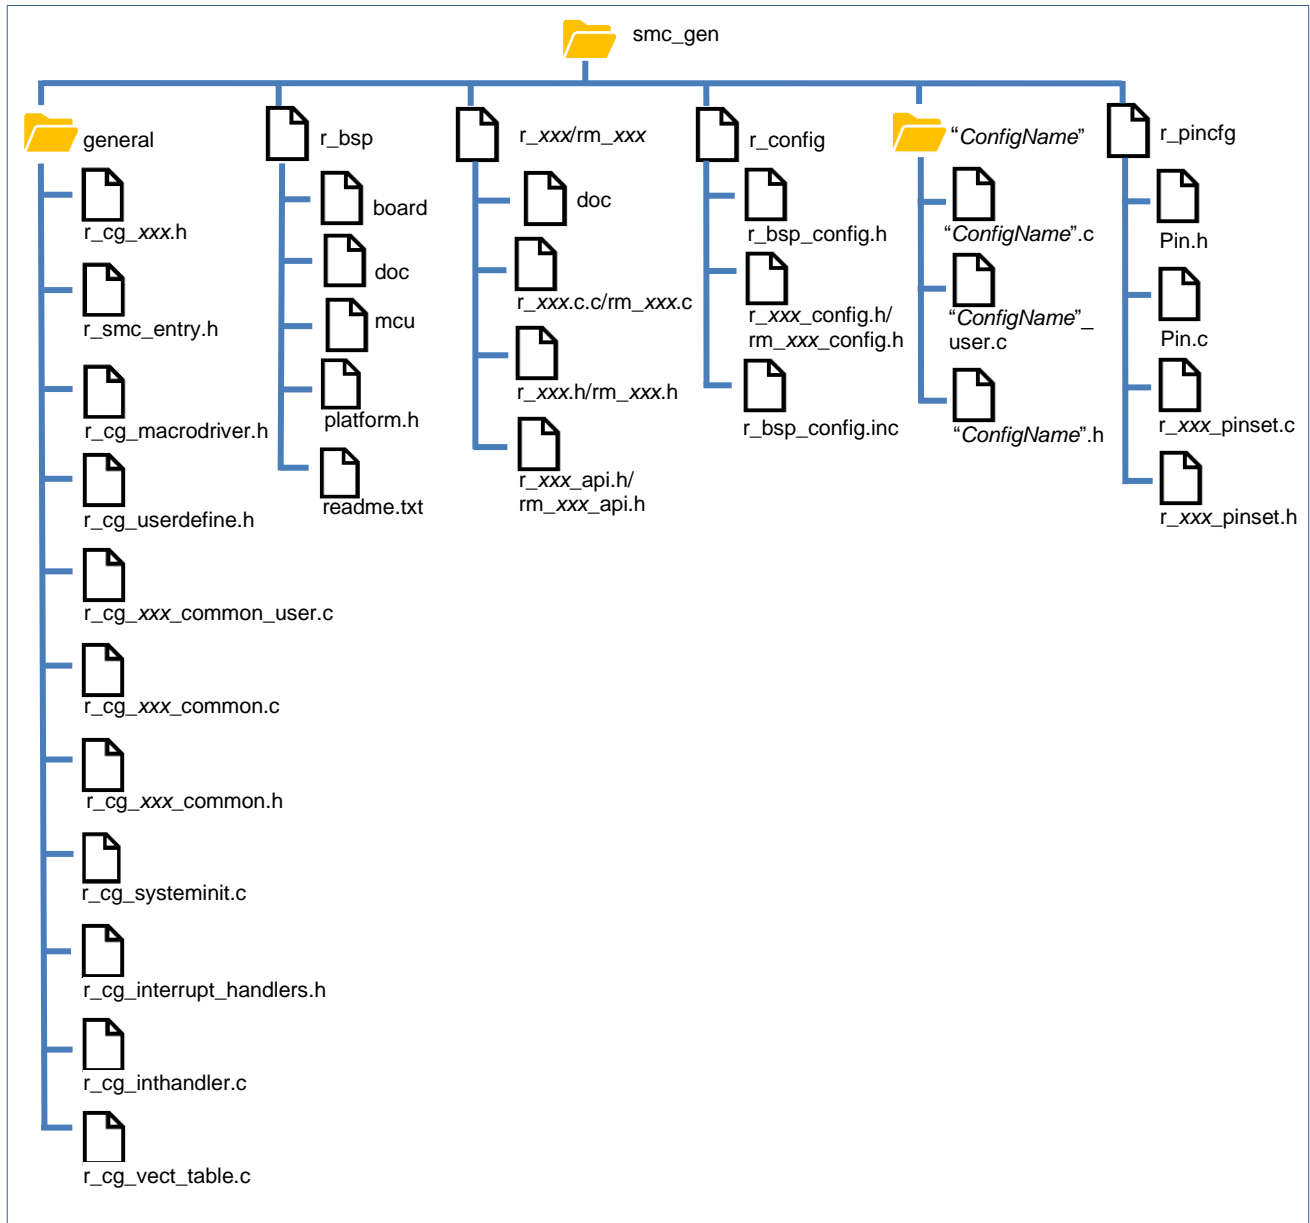 smc_gen
general
r_cg_xxx.h
r_smc_entry.h
r_cg_macrodriver.h
r_cg_userdefine.h
r_cg_xxx_common_user.c
r_cg_xxx_common.c
r_cg_xxx_common.h
r_cg_systeminit.c
r_cg_interrupt_handlers.h
r_cg_inthandler.c
r_cg_vect_table.c
r_bsp
board
doc
mcu
platform.h
readme.txt
r_xxx/rm_xxx
doc
r_xxx.c.c/rm_xxx.c
r_xxx.h/rm_xxx.h
r_xxx_api.h/
rm_xxx_api.h
r_config
r_bsp_config.h
r_xxx_config.h/
rm_xxx_config.h
r_bsp_config.inc
“ConfigName”
“ConfigName”.c
“ConfigName”_
user.c
“ConfigName”.h
r_pincfg
Pin.h
Pin.c
r_xxx_pinset.c
r_xxx_pinset.h